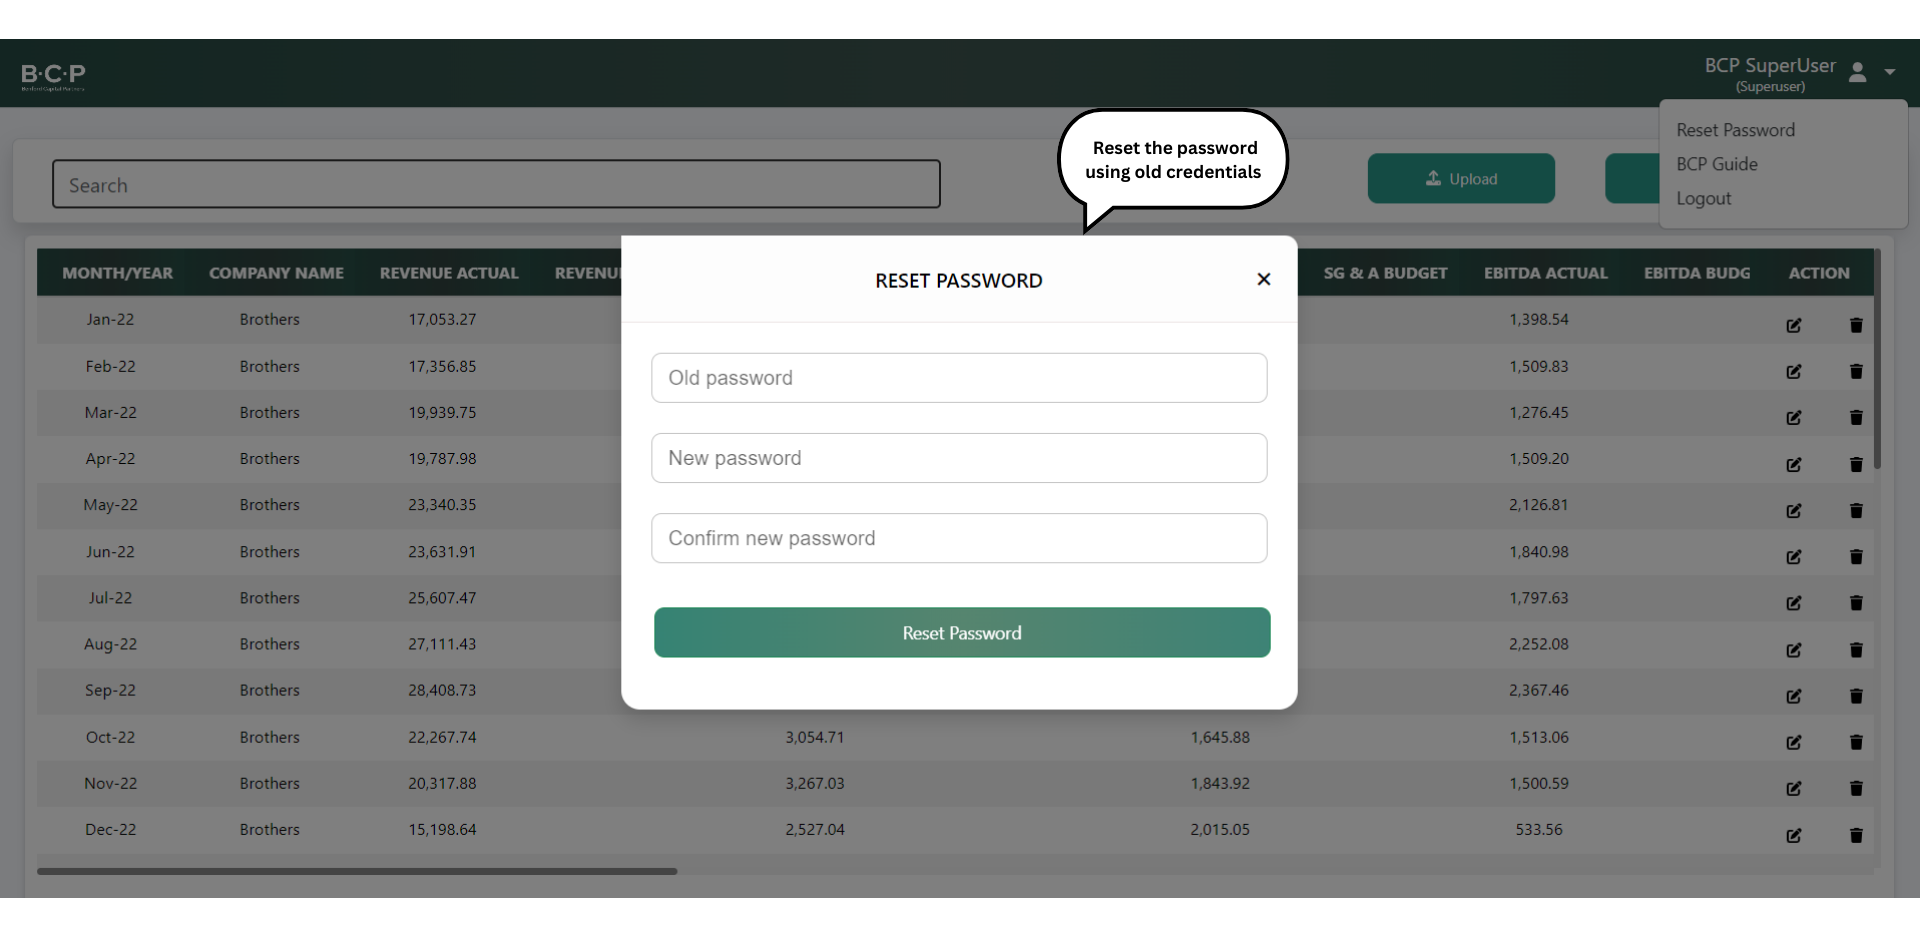 B·C·P
BCP SuperUser
(Superuser)
Reset Password
BCP Guide
Logout
Reset the password
using old credentials
Search
Upload
MONTH/YEAR COMPANY NAME REVENUE ACTUAL REVENU SG & A BUDGET EBITDA ACTUAL EBITDA BUDG ACTION
RESET PASSWORD
Old password
New password
Confirm new password
Reset Password
Jan-22 Brothers 17,053.27 1,398.54
Feb-22 Brothers 17,356.85 1,509.83
Mar-22 Brothers 19,939.75 1,276.45
Apr-22 Brothers 19,787.98 1,509.20
May-22 Brothers 23,340.35 2,126.81
Jun-22 Brothers 23,631.91 1,840.98
Jul-22 Brothers 25,607.47 1,797.63
Aug-22 Brothers 27,111.43 2,252.08
Sep-22 Brothers 28,408.73 2,367.46
Oct-22 Brothers 22,267.74 3,054.71 1,645.88 1,513.06
Nov-22 Brothers 20,317.88 3,267.03 1,843.92 1,500.59
Dec-22 Brothers 15,198.64 2,527.04 2,015.05 533.56